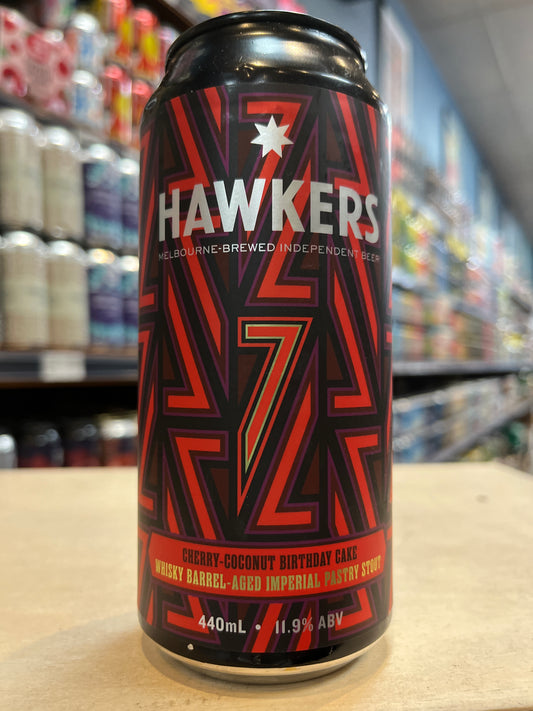 HAWKERS
MELBOURNE-BREWED INDEPENDENT BEER
7
CHERRY-COCONUT BIRTHDAY CAKE
WHISKY BARREL-AGED IMPERIAL PASTRY STOUT
440mL • 11.9% ABV